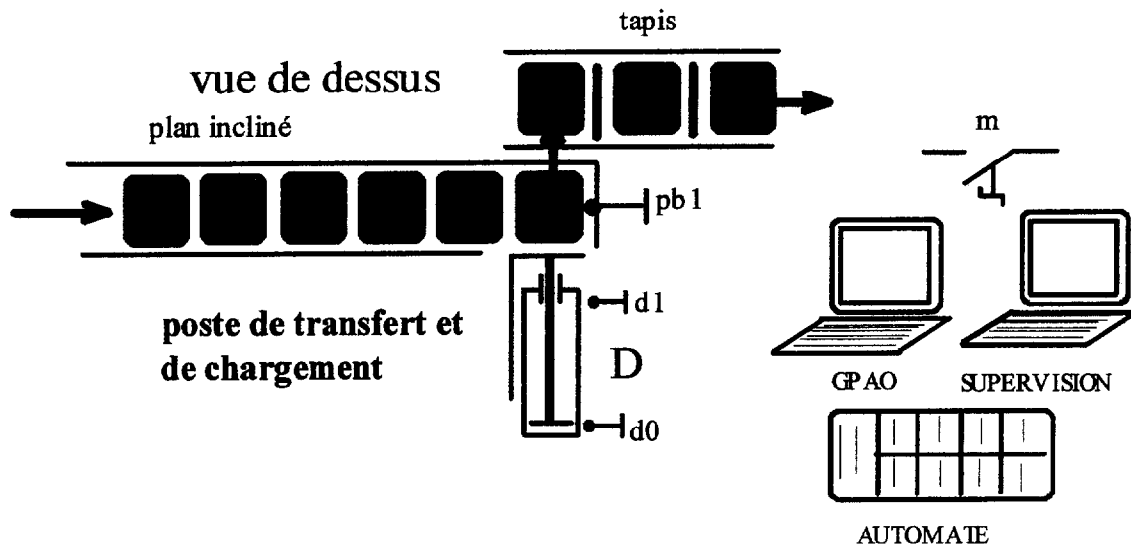 tapis
vue de dessus
plan incliné
m
pb1
d1
poste de transfert et
de chargement
D
d0
GPAO
SUPERVISION
AUTOMATE